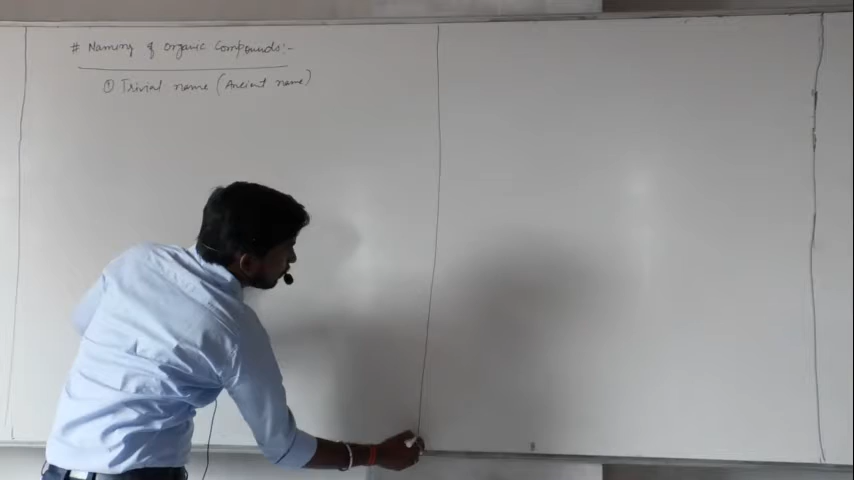 # Naming of Organic Compounds:-
① Trivial name (Ancient name)